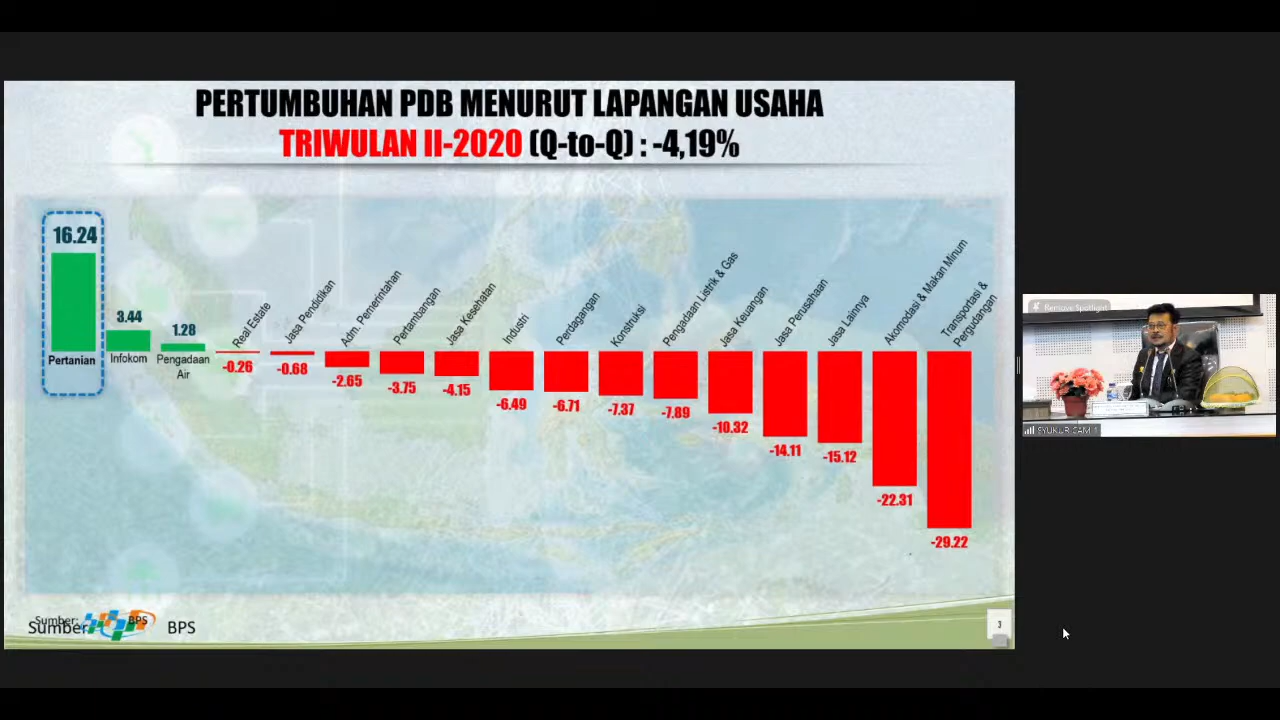 PERTUMBUHAN PDB MENURUT LAPANGAN USAHA
TRIWULAN II-2020 (Q-to-Q) : -4,19%
16.24
Pertanian
3.44
Infokom
1.28
Pengadaan
Air
Real Estate
-0.26
Jasa Pendidikan
-0.68
Adm. Pemerintahan
-2.65
Pertambangan
-3.75
Jasa Kesehatan
-4.15
Industri
-6.49
Perdagangan
-6.71
Konstruksi
-7.37
Pengadaan Listrik & Gas
-7.89
Jasa Keuangan
-10.32
Jasa Perusahaan
-14.11
Jasa Lainnya
-15.12
Akomodasi & Makan Minum
-22.31
Transportasi &
Pergudangan
-29.22
Sumber: BPS
Sumber BPS
3
Remove Spotlight